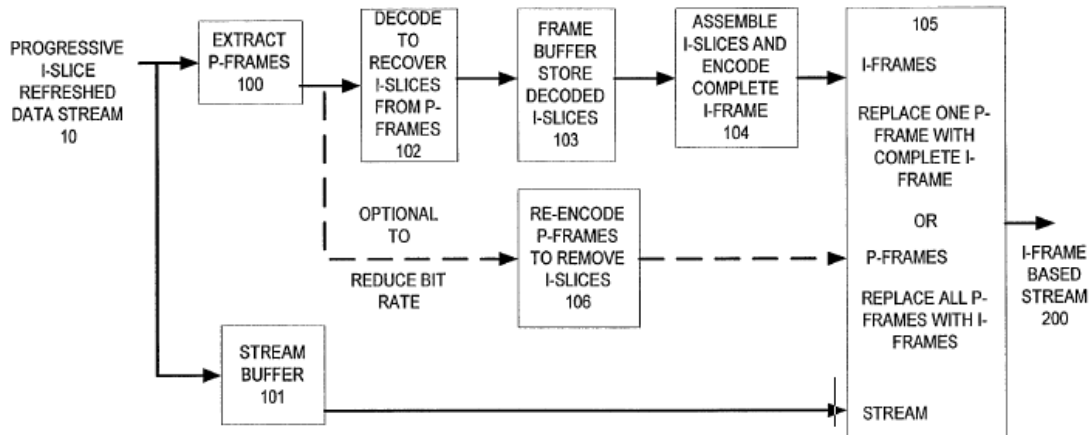 PROGRESSIVE
I-SLICE
REFRESHED
DATA STREAM
10
EXTRACT
P-FRAMES
100
DECODE
TO
RECOVER
I-SLICES
FROM P-
FRAMES
102
FRAME
BUFFER
STORE
DECODED
I-SLICES
103
ASSEMBLE
I-SLICES AND
ENCODE
COMPLETE
I-FRAME
104
105
I-FRAMES
REPLACE ONE P-
FRAME WITH
COMPLETE I-
FRAME
OR
P-FRAMES
REPLACE ALL P-
FRAMES WITH I-
FRAMES
STREAM
OPTIONAL
TO
REDUCE BIT
RATE
RE-ENCODE
P-FRAMES
TO REMOVE
I-SLICES
106
STREAM
BUFFER
101
I-FRAME
BASED
STREAM
200